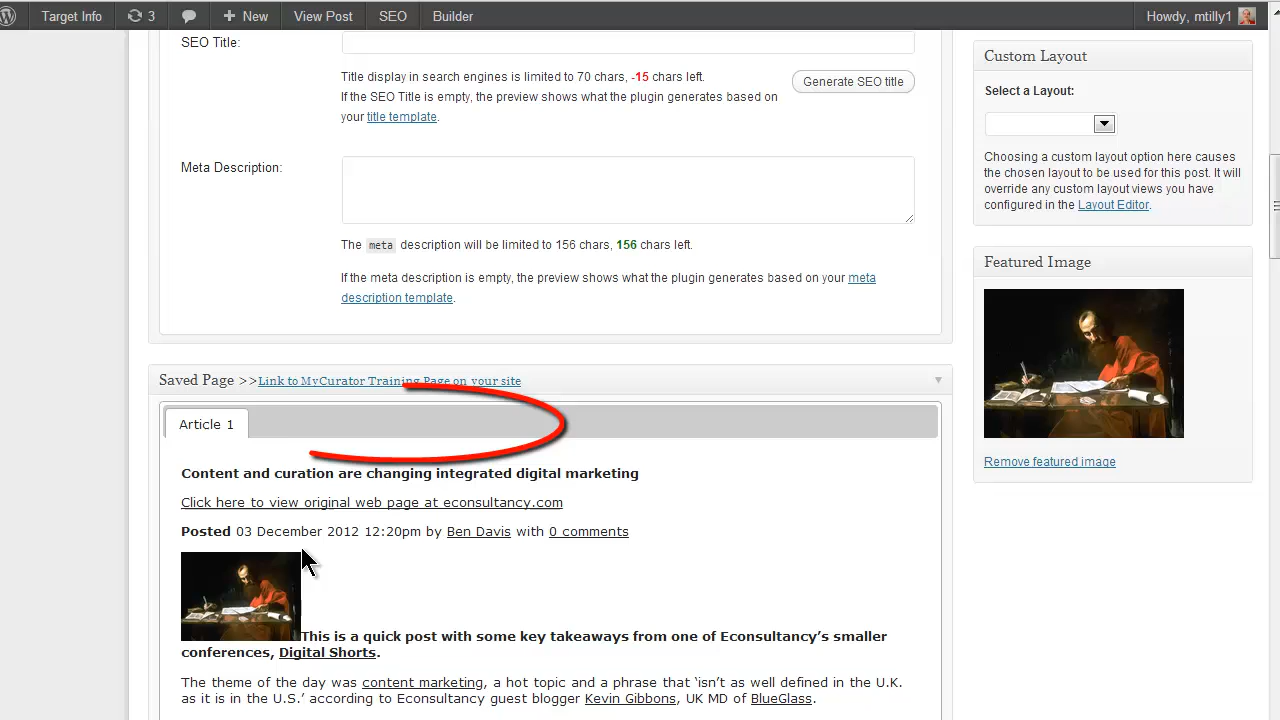 Target Info 3 New View Post SEO Builder Howdy, mtilly1
SEO Title:
Title display in search engines is limited to 70 chars, -15 chars left.
If the SEO Title is empty, the preview shows what the plugin generates based on
your title template.
Generate SEO title
Meta Description:
The meta description will be limited to 156 chars, 156 chars left.
If the meta description is empty, the preview shows what the plugin generates based on your meta
description template.
Saved Page >>Link to MyCurator Training Page on your site
Article 1
Content and curation are changing integrated digital marketing
Click here to view original web page at econsultancy.com
Posted 03 December 2012 12:20pm by Ben Davis with 0 comments
This is a quick post with some key takeaways from one of Econsultancy’s smaller
conferences, Digital Shorts.
The theme of the day was content marketing, a hot topic and a phrase that ‘isn’t as well defined in the U.K.
as it is in the U.S.’ according to Econsultancy guest blogger Kevin Gibbons, UK MD of BlueGlass.
Custom Layout
Select a Layout:
Choosing a custom layout option here causes
the chosen layout to be used for this post. It will
override any custom layout views you have
configured in the Layout Editor.
Featured Image
Remove featured image